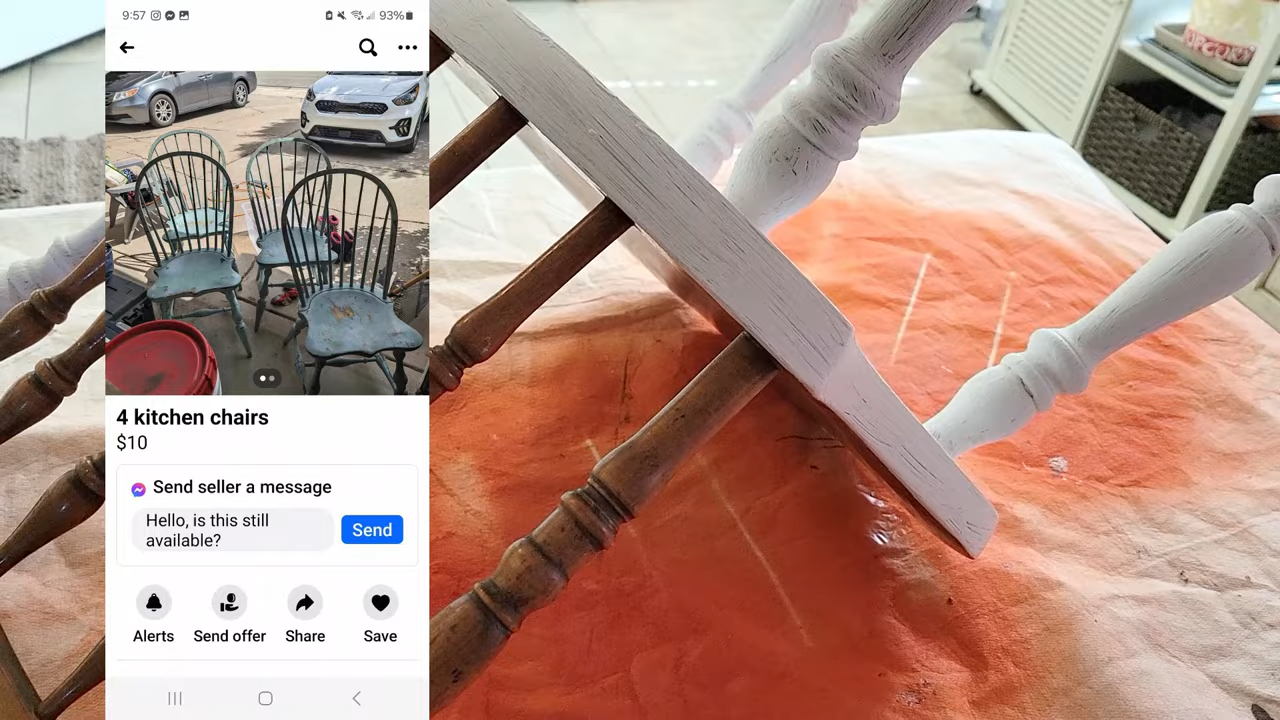 9:57 93%
4 kitchen chairs
$10
Send seller a message
Hello, is this still
available?
Send
Alerts Send offer Share Save